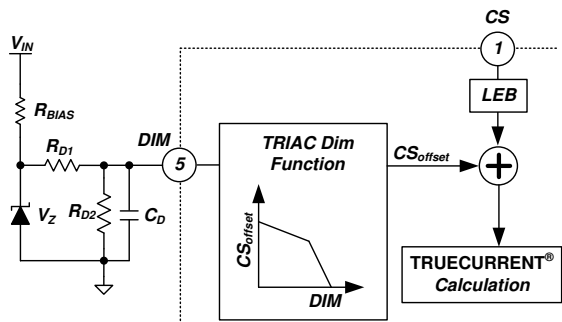 CS
1
V_IN
LEB
R_BIAS
R_D1
DIM
5
TRIAC Dim
Function
CS_offset
V_Z
R_D2
C_D
CS_offset
DIM
TRUECURRENT®
Calculation